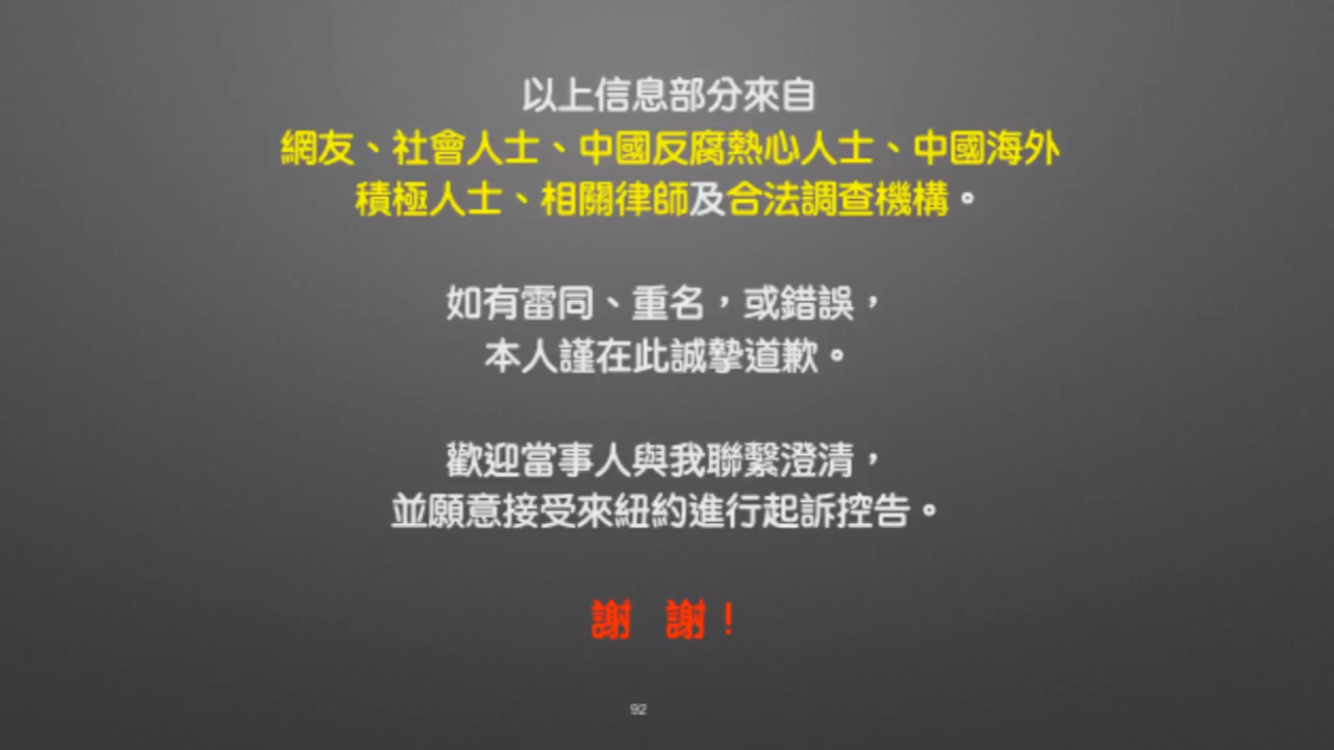 以上信息部分來自
網友、社會人士、中國反腐熱心人士、中國海外
積極人士、相關律師及合法調查機構。
如有雷同、重名，或錯誤，
本人謹在此誠摯道歉。
歡迎當事人與我聯繫澄清，
並願意接受來紐約進行起訴控告。
謝 謝！
92